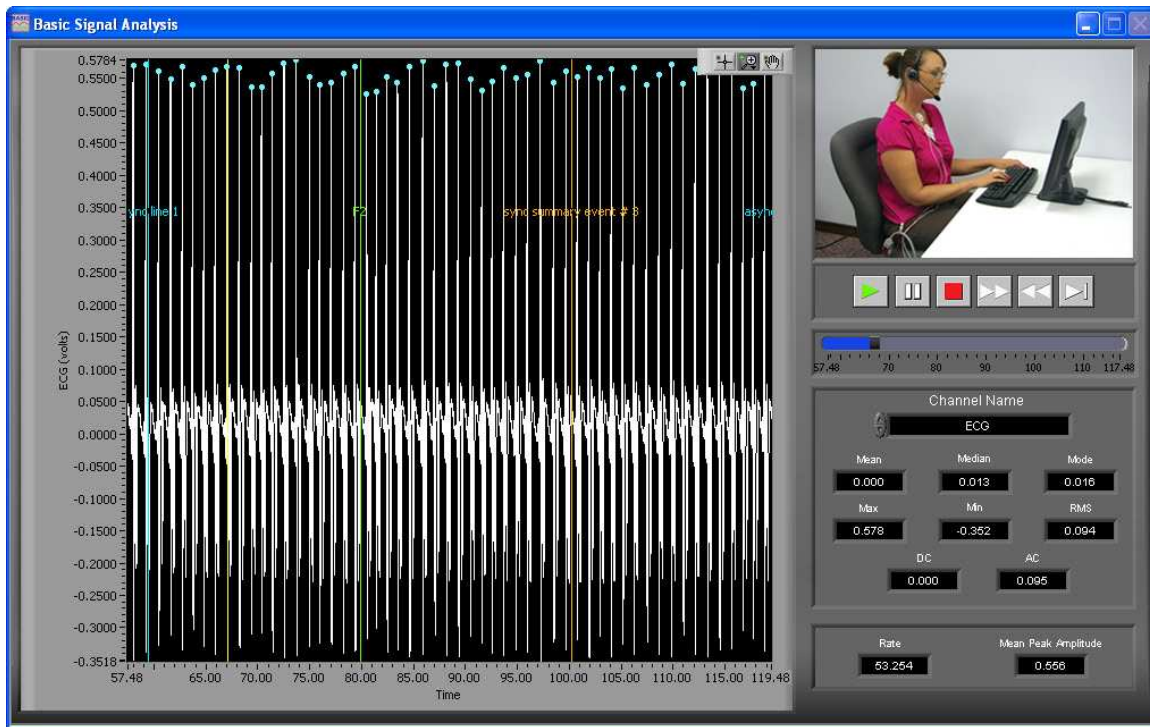 BASIC
Basic Signal Analysis
0.5784
0.5500
0.5000
0.4500
0.4000
0.3500
0.3000
0.2500
0.2000
0.1500
0.1000
0.0500
0.0000
-0.0500
-0.1000
-0.1500
-0.2000
-0.2500
-0.3000
-0.3518
ECG (volts)
ync line 1
F2
sync summary event # 3
async
57.48 65.00 70.00 75.00 80.00 85.00 90.00 95.00 100.00 105.00 110.00 119.48
Time
57.48 70 80 90 100 110 117.48
Channel Name
ECG
Mean Median Mode
0.000 0.013 0.016
Max Min RMS
0.578 -0.352 0.094
DC AC
0.000 0.095
Rate Mean Peak Amplitude
53.254 0.556